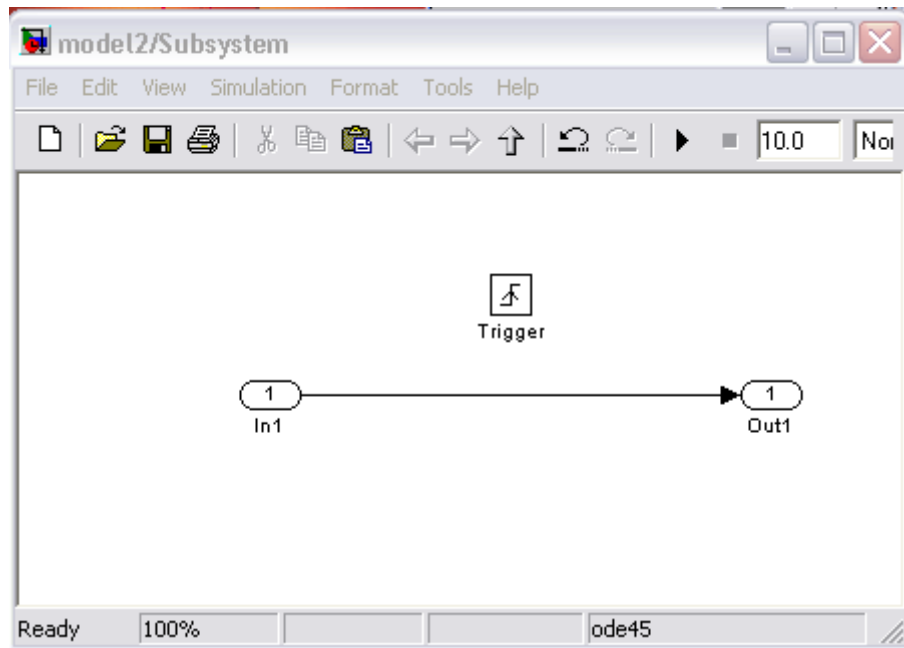 model2/Subsystem
File Edit View Simulation Format Tools Help
10.0 Nor
Trigger
1 1
In1 Out1
Ready 100% ode45